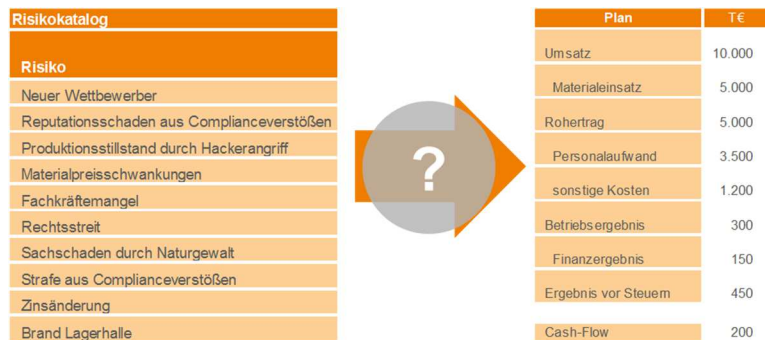 Risikokatalog
Risiko
Neuer Wettbewerber
Reputationsschaden aus Complianceverstößen
Produktionsstillstand durch Hackerangriff
Materialpreisschwankungen
Fachkräftemangel
Rechtsstreit
Sachschaden durch Naturgewalt
Strafe aus Complianceverstößen
Zinsänderung
Brand Lagerhalle
?
Plan T€
Umsatz 10.000
Materialeinsatz 5.000
Rohertrag 5.000
Personalaufwand 3.500
sonstige Kosten 1.200
Betriebsergebnis 300
Finanzergebnis 150
Ergebnis vor Steuern 450
Cash-Flow 200